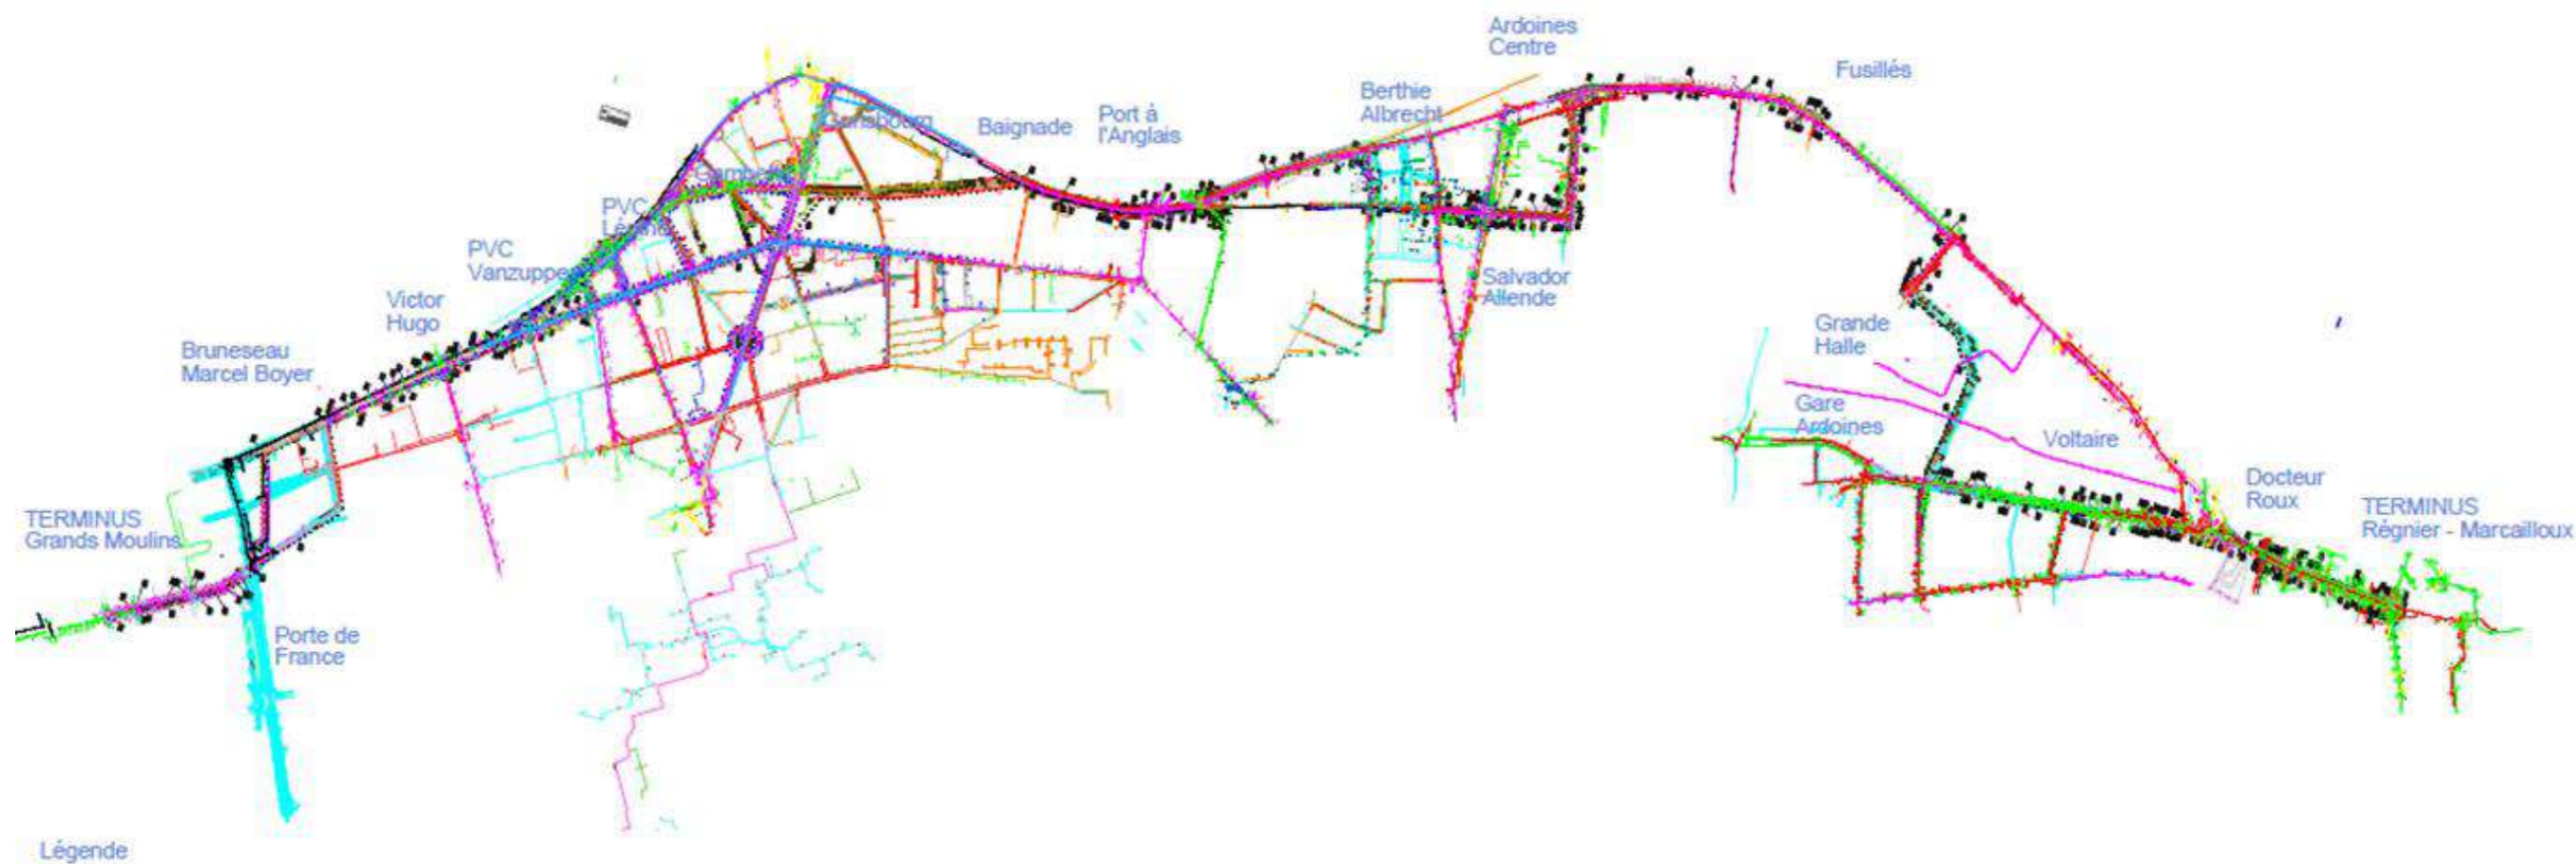 Ardoines
Centre
Fusillés
Berthie
Albrecht
Port à
l'Anglais
Baignade
PVC
PVC
Vanzuppe
Victor
Hugo
Salvador
Allende
Bruneseau
Marcel Boyer
Grande
Halle
Gare
Ardoines
Voltaire
Docteur
Roux
TERMINUS
Régnier - Marcailloux
TERMINUS
Grands Moulins
Porte de
France
Légende